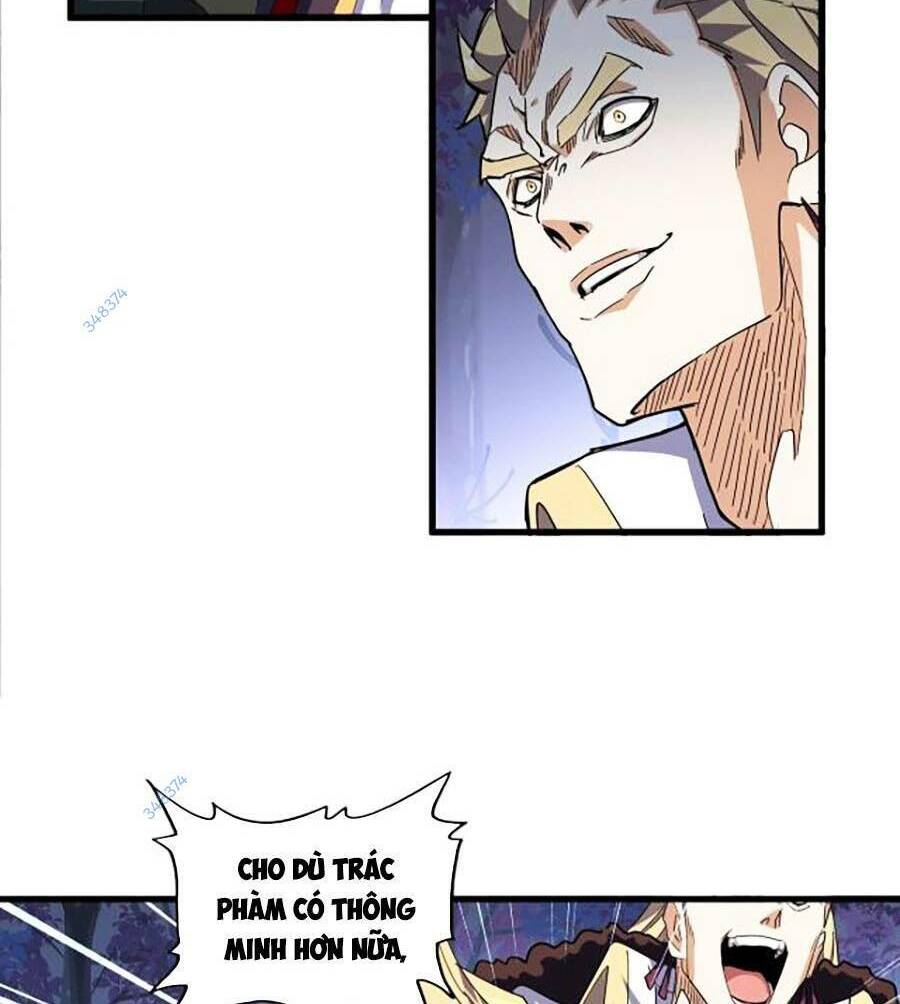 348374
348374
CHO DÙ TRÁC
PHÀM CÓ THÔNG
MINH HƠN NỮA,